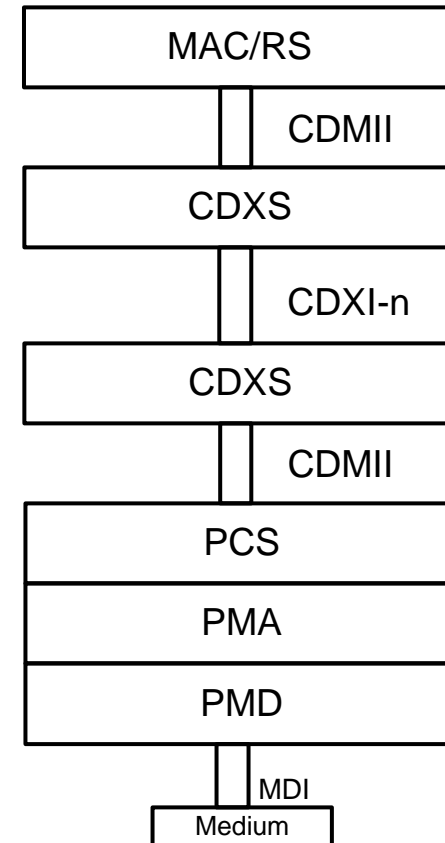 MAC/RS
CDMII
CDXS
CDXI-n
CDXS
CDMII
PCS
PMA
PMD
MDI
Medium